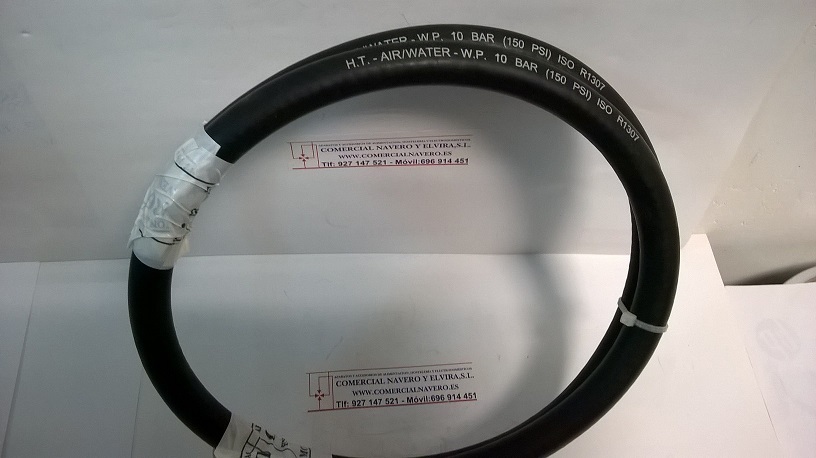 /WATER - W.P. 10 BAR (150 PSI) ISO R1307
H.T. - AIR/WATER - W.P. 10 BAR (150 PSI) ISO R1307
COMERCIAL NAVERO Y ELVIRA,S.L.
WWW.COMERCIALNAVERO.ES
Tlf: 927 147 521 - Móvil:696 914 451
COMERCIAL NAVERO Y ELVIRA,S.L.
WWW.COMERCIALNAVERO.ES
Tlf: 927 147 521 - Móvil:696 914 451